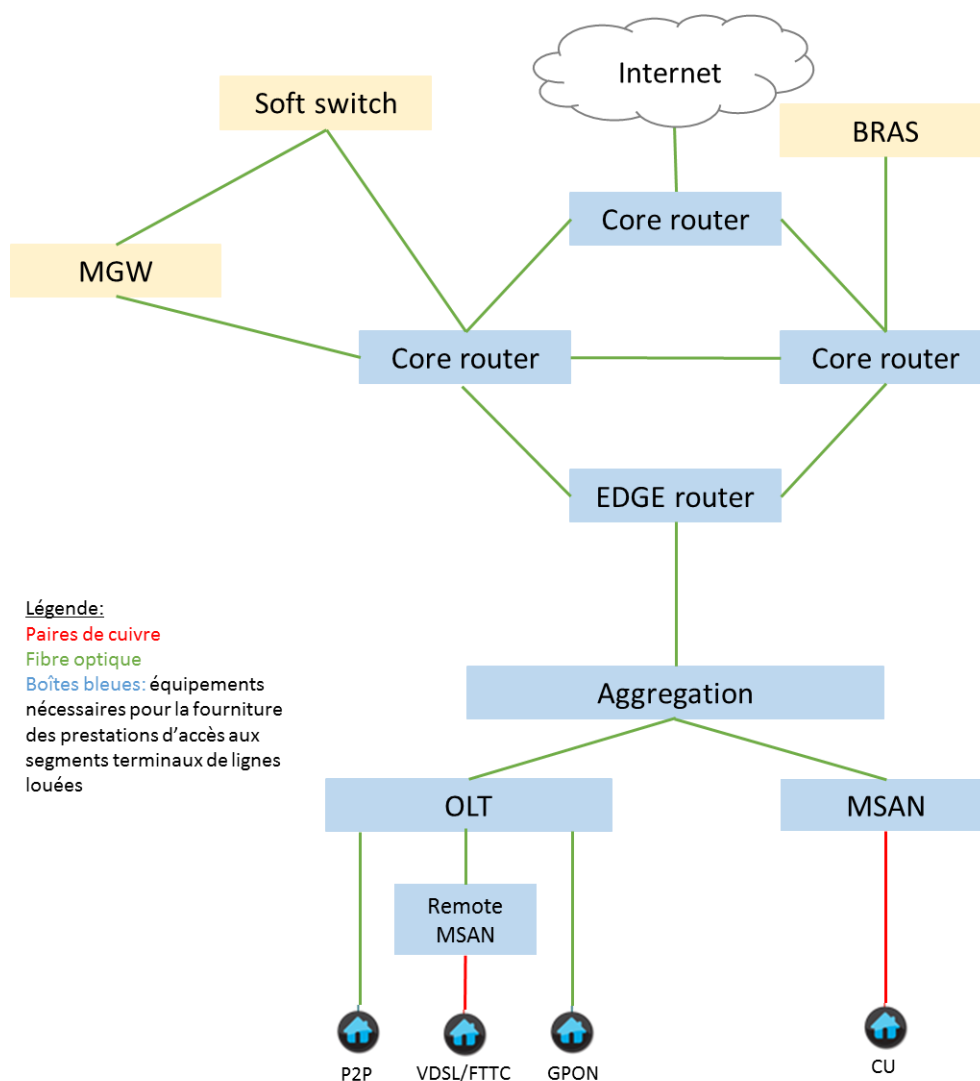 Internet
Soft switch
BRAS
Core router
MGW
Core router
Core router
EDGE router
Légende:
Paires de cuivre
Fibre optique
Boîtes bleues: équipements
nécessaires pour la fourniture
des prestations d'accès aux
segments terminaux de lignes
louées
Aggregation
OLT
MSAN
Remote
MSAN
P2P
VDSL/FTTC
GPON
CU